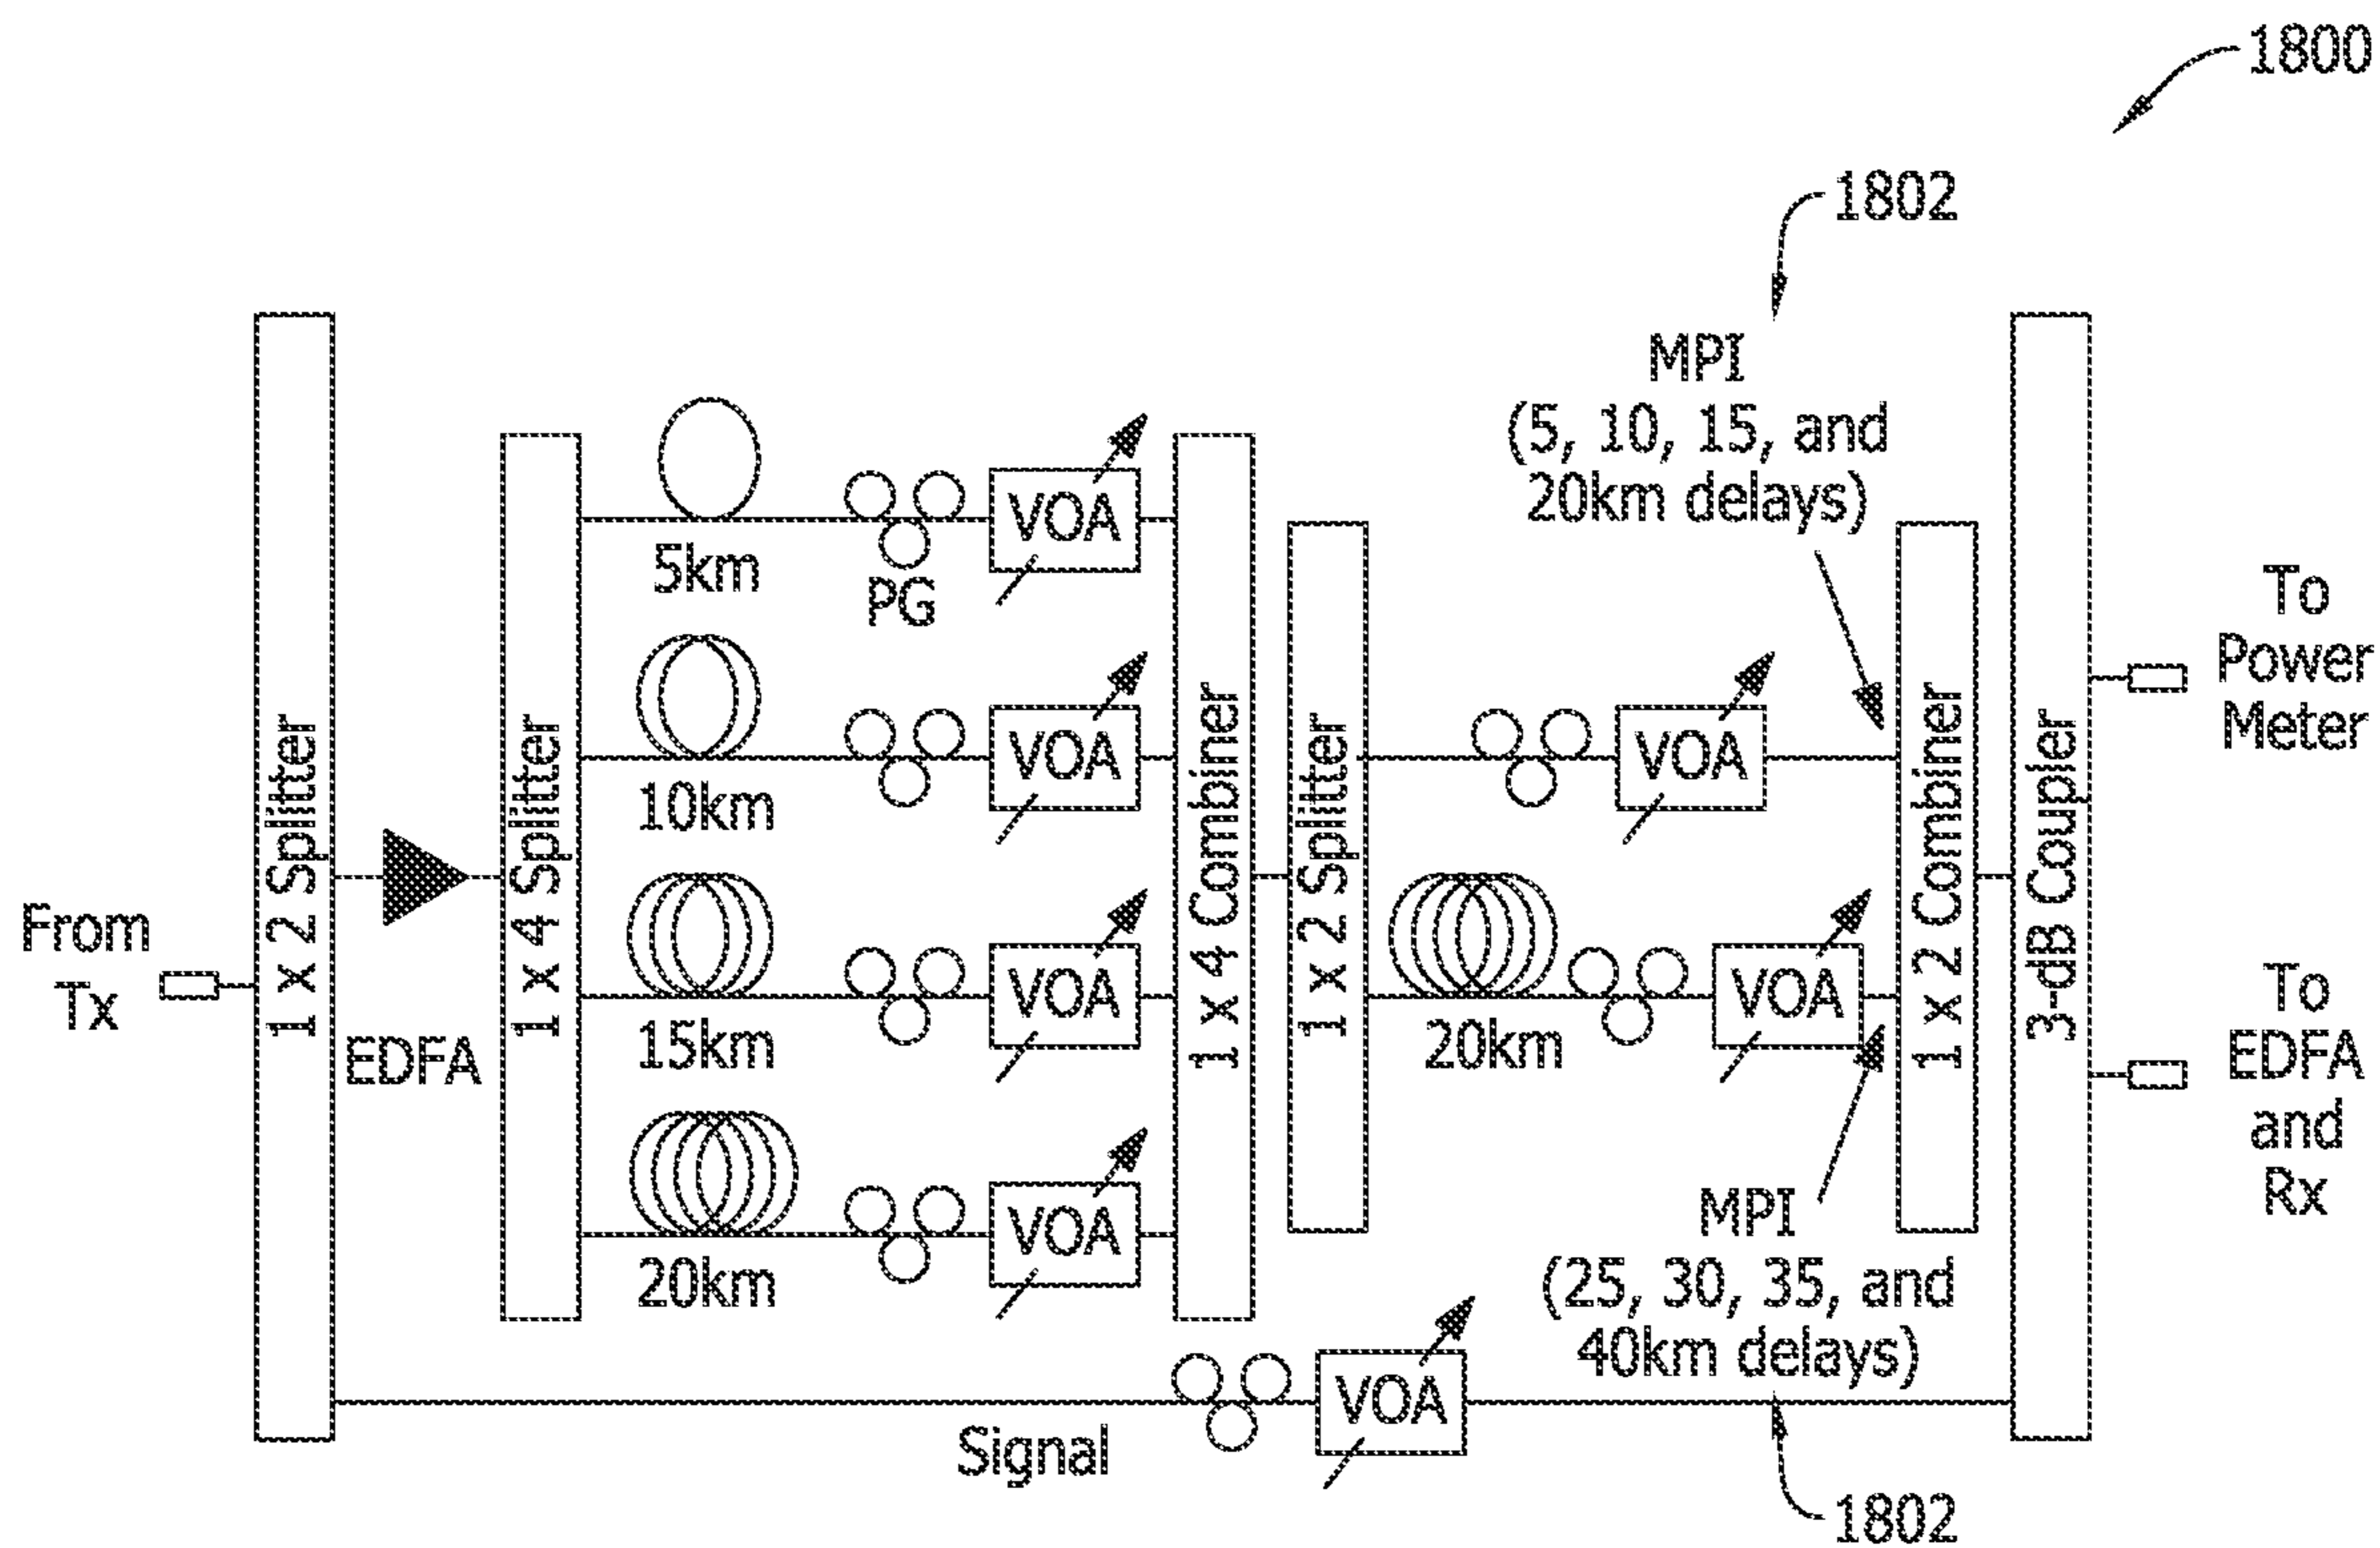 1800
1802
MPI
(5, 10, 15, and
20km delays)
From
Tx
1 x 2 Splitter
EDFA
1 x 4 Splitter
5km
PG
VOA
10km
VOA
15km
VOA
20km
VOA
1 x 4 Combiner
1 x 2 Splitter
VOA
20km
VOA
1 x 2 Combiner
3-dB Coupler
To
Power
Meter
To
EDFA
and
Rx
MPI
(25, 30, 35, and
40km delays)
Signal
VOA
1802